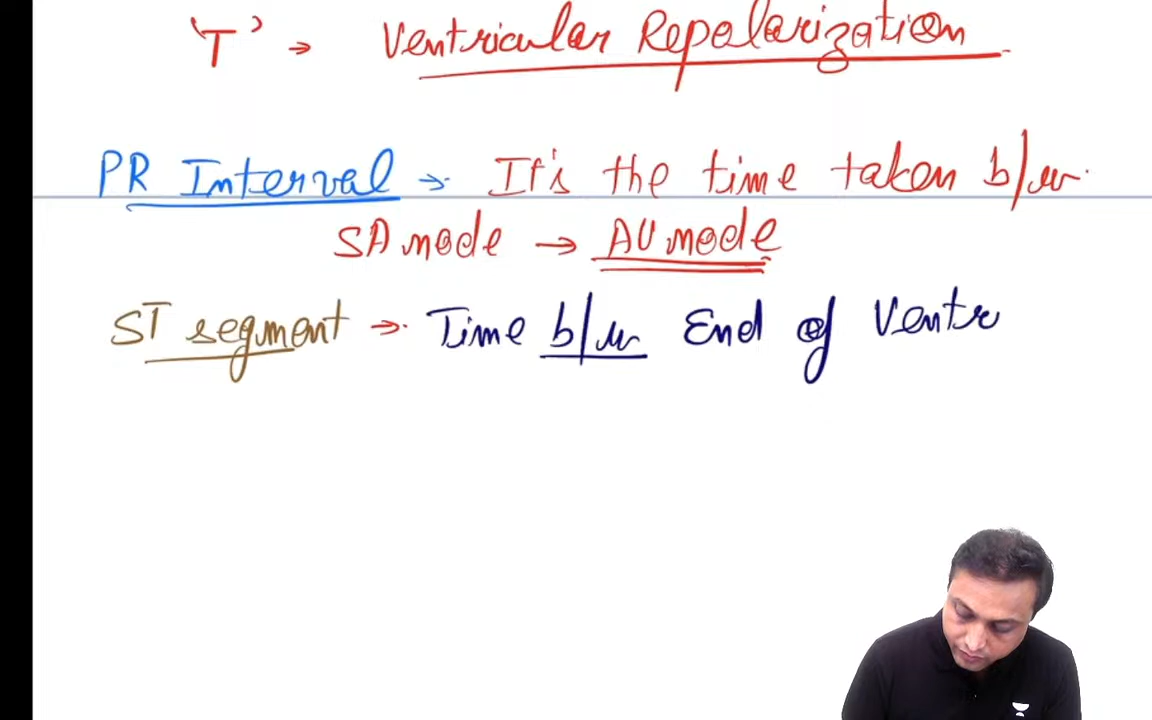 'T' → Ventricular Repolarization
PR Interval → It's the time taken b/w
SA node → AV node
ST segment → Time b/w End of Ventr